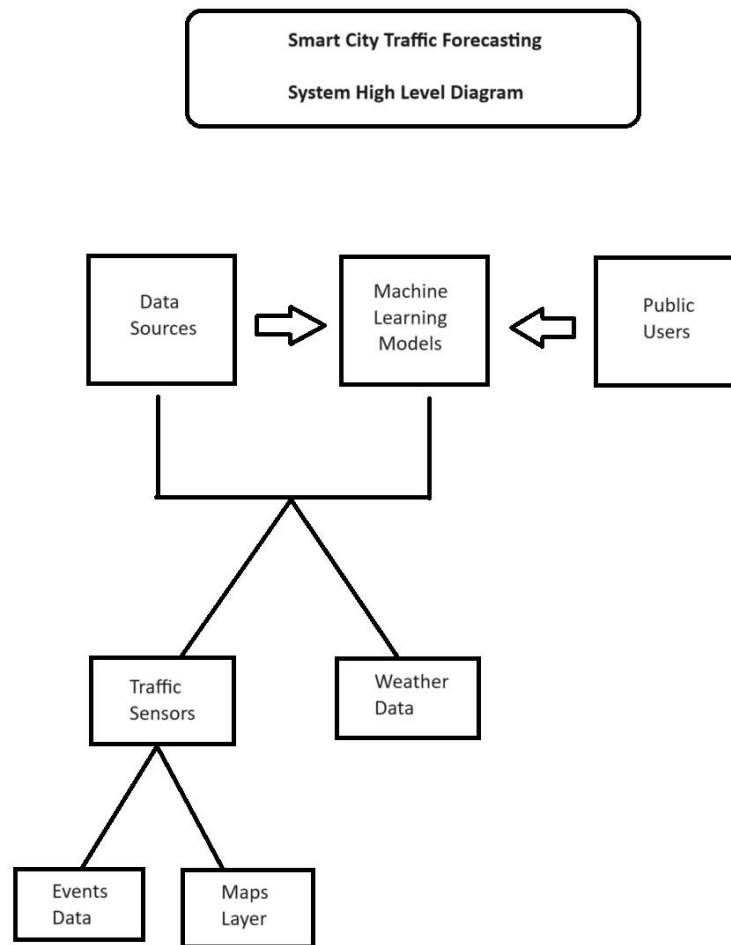 Smart City Traffic Forecasting
System High Level Diagram
Data
Sources
Machine
Learning
Models
Public
Users
Traffic
Sensors
Weather
Data
Events
Data
Maps
Layer